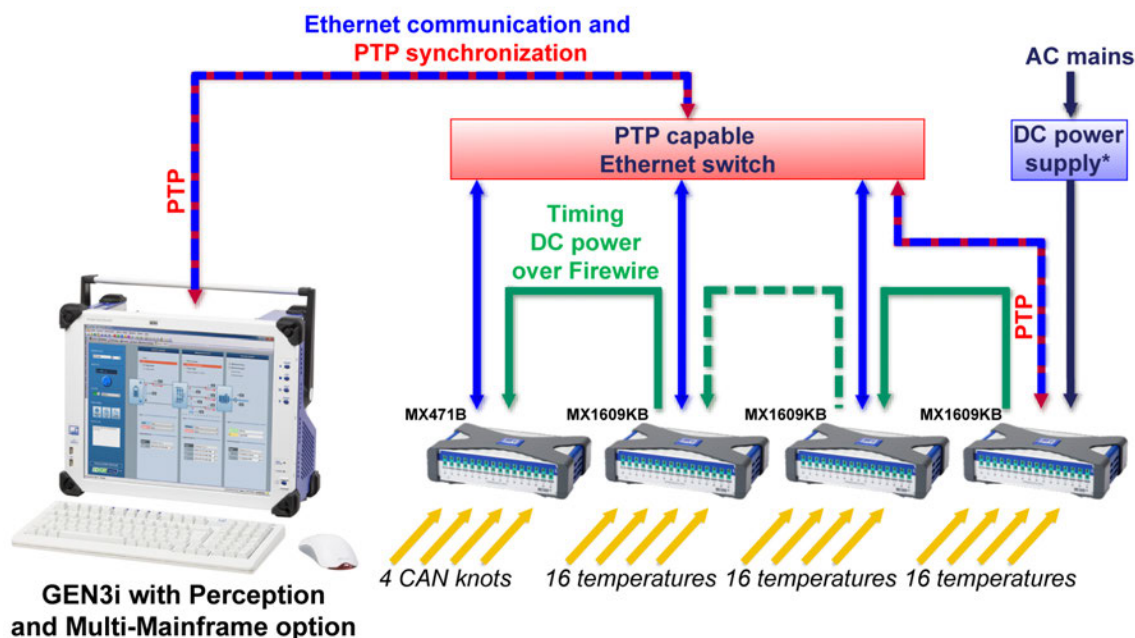 Ethernet communication and
PTP synchronization
AC mains
PTP capable
Ethernet switch
DC power
supply*
PTP
Timing
DC power
over Firewire
PTP
MX471B
MX1609KB
MX1609KB
MX1609KB
4 CAN knots
16 temperatures
16 temperatures
16 temperatures
GEN3i with Perception
and Multi-Mainframe option